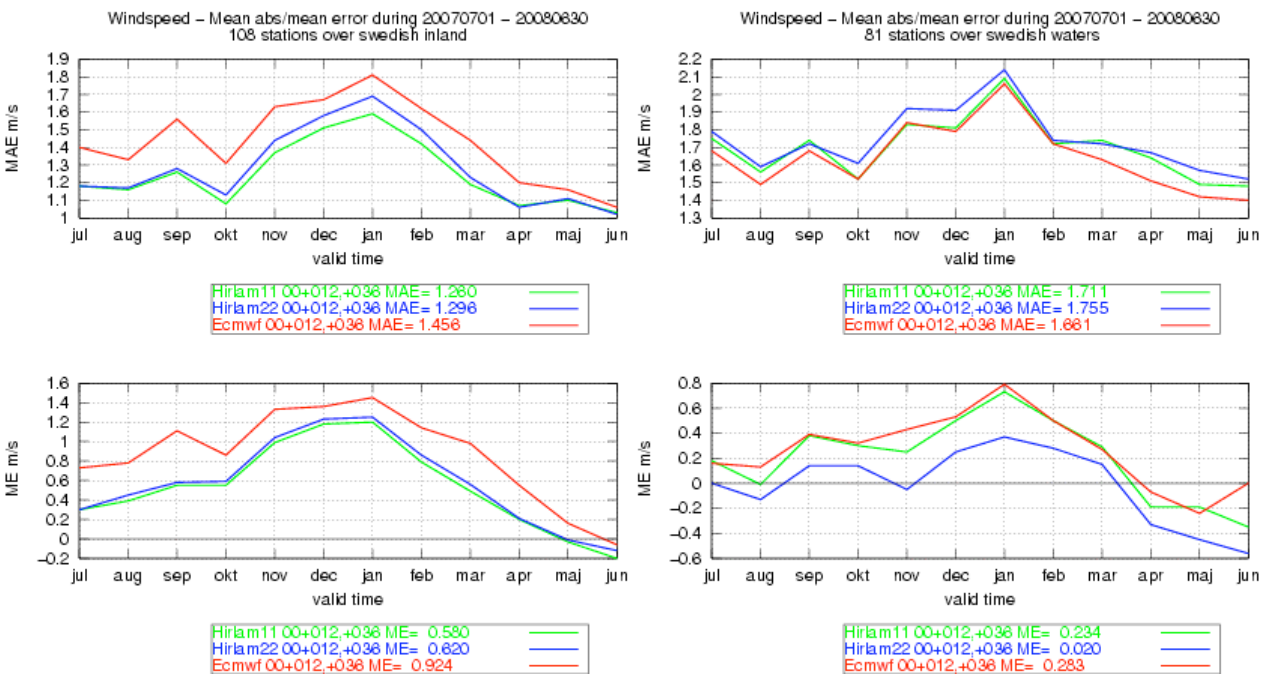 Windspeed – Mean abs/mean error during 20070701 – 20080630
108 stations over swedish inland
1.9
1.8
1.7
1.6
1.5
1.4
1.3
1.2
1.1
1
MAE m/s
jul aug sep okt nov dec jan feb mar apr maj jun
valid time
Hirlam11 00+012,+036 MAE= 1.260
Hirlam22 00+012,+036 MAE= 1.296
Ecmwf 00+012,+036 MAE= 1.456
Windspeed – Mean abs/mean error during 20070701 – 20080630
81 stations over swedish waters
2.2
2.1
2
1.9
1.8
1.7
1.6
1.5
1.4
1.3
MAE m/s
jul aug sep okt nov dec jan feb mar apr maj jun
valid time
Hirlam11 00+012,+036 MAE= 1.711
Hirlam22 00+012,+036 MAE= 1.755
Ecmwf 00+012,+036 MAE= 1.661
1.6
1.4
1.2
1
0.8
0.6
0.4
0.2
0
−0.2
ME m/s
jul aug sep okt nov dec jan feb mar apr maj jun
valid time
Hirlam11 00+012,+036 ME= 0.580
Hirlam22 00+012,+036 ME= 0.620
Ecmwf 00+012,+036 ME= 0.924
0.8
0.6
0.4
0.2
0
−0.2
−0.4
−0.6
ME m/s
jul aug sep okt nov dec jan feb mar apr maj jun
valid time
Hirlam11 00+012,+036 ME= 0.234
Hirlam22 00+012,+036 ME= 0.020
Ecmwf 00+012,+036 ME= 0.283